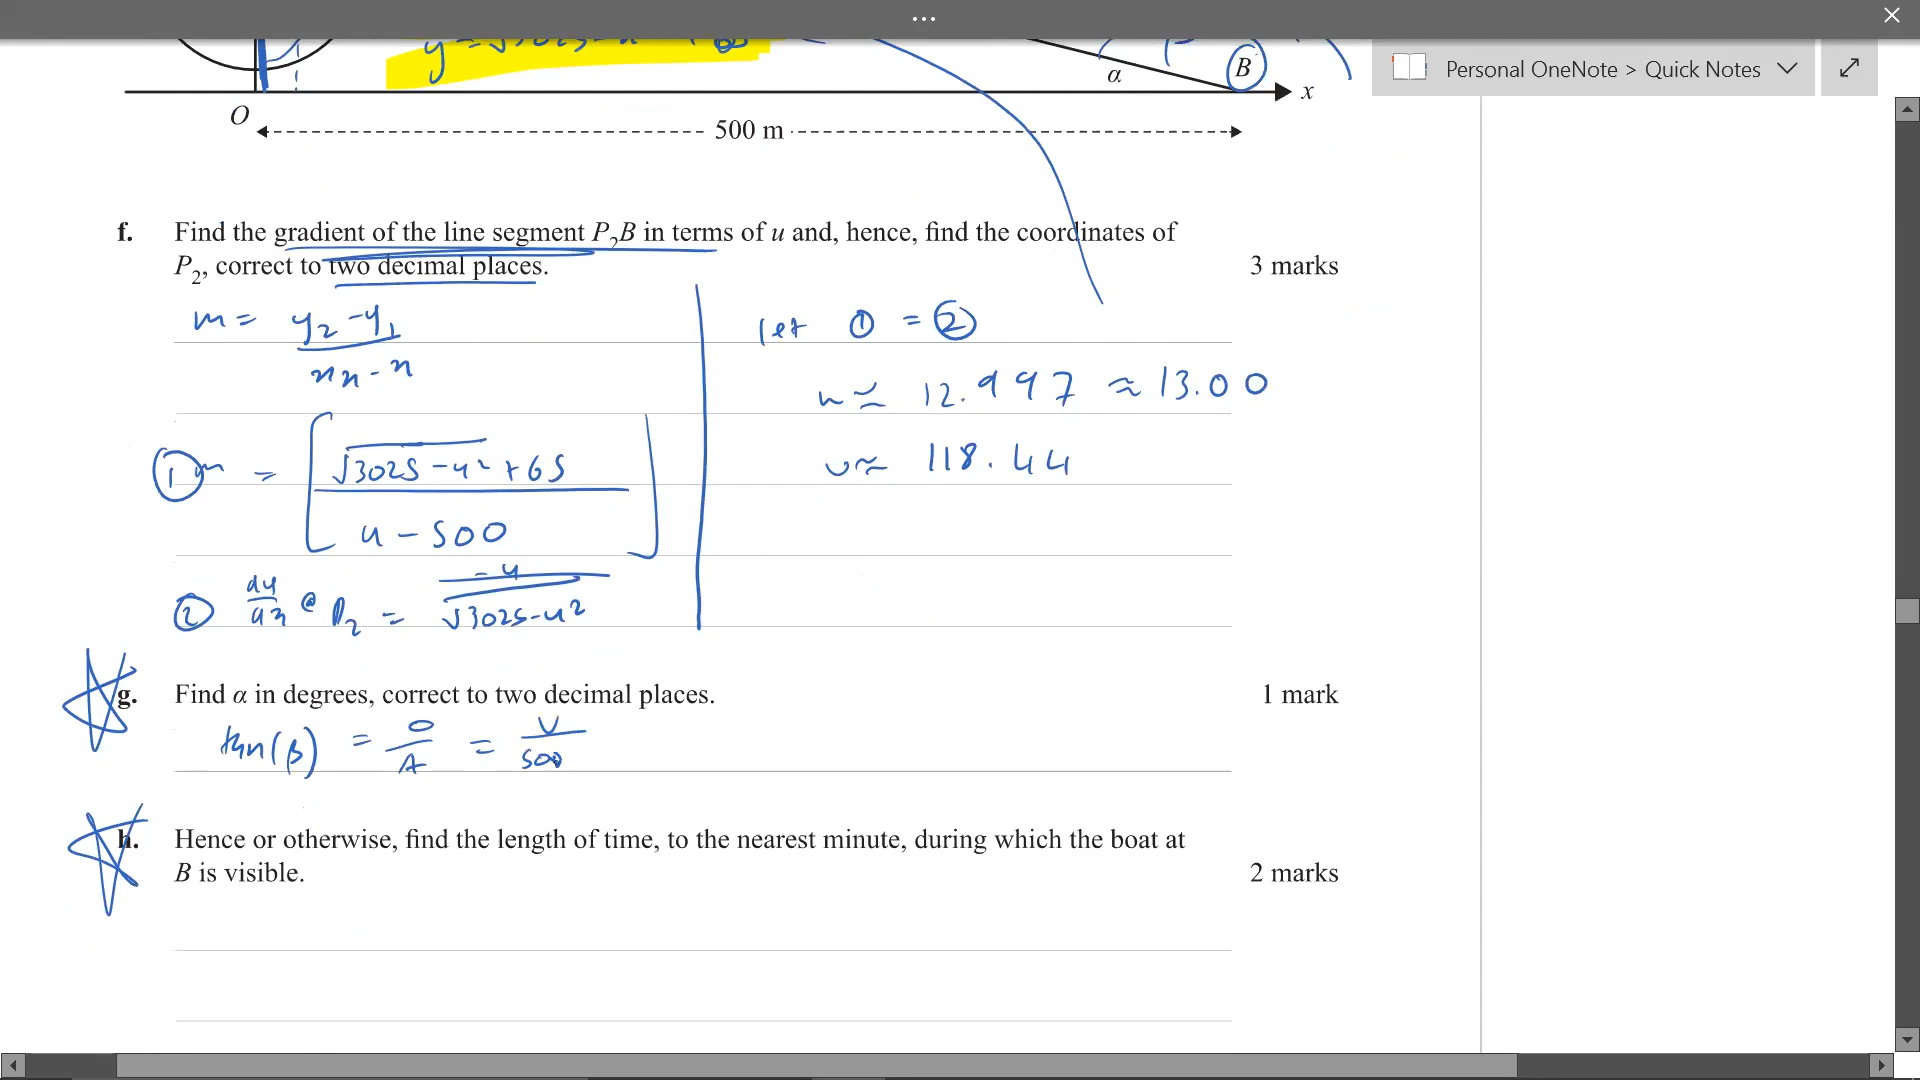 ...
Personal OneNote > Quick Notes
α
B
x
O
500 m
f. Find the gradient of the line segment P₂B in terms of u and, hence, find the coordinates of
P₂, correct to two decimal places. 3 marks
m = y₂ - y₁
let ① = ②
u ≃ 12.997 ≈ 13.00
① m = [√3025 - u² + 65
v ≈ 118.44
u - 500]
② dy/dx @ P₂ = -u/√3025-u²
g. Find α in degrees, correct to two decimal places. 1 mark
tan(β) = O/A = V/500
h. Hence or otherwise, find the length of time, to the nearest minute, during which the boat at
B is visible. 2 marks